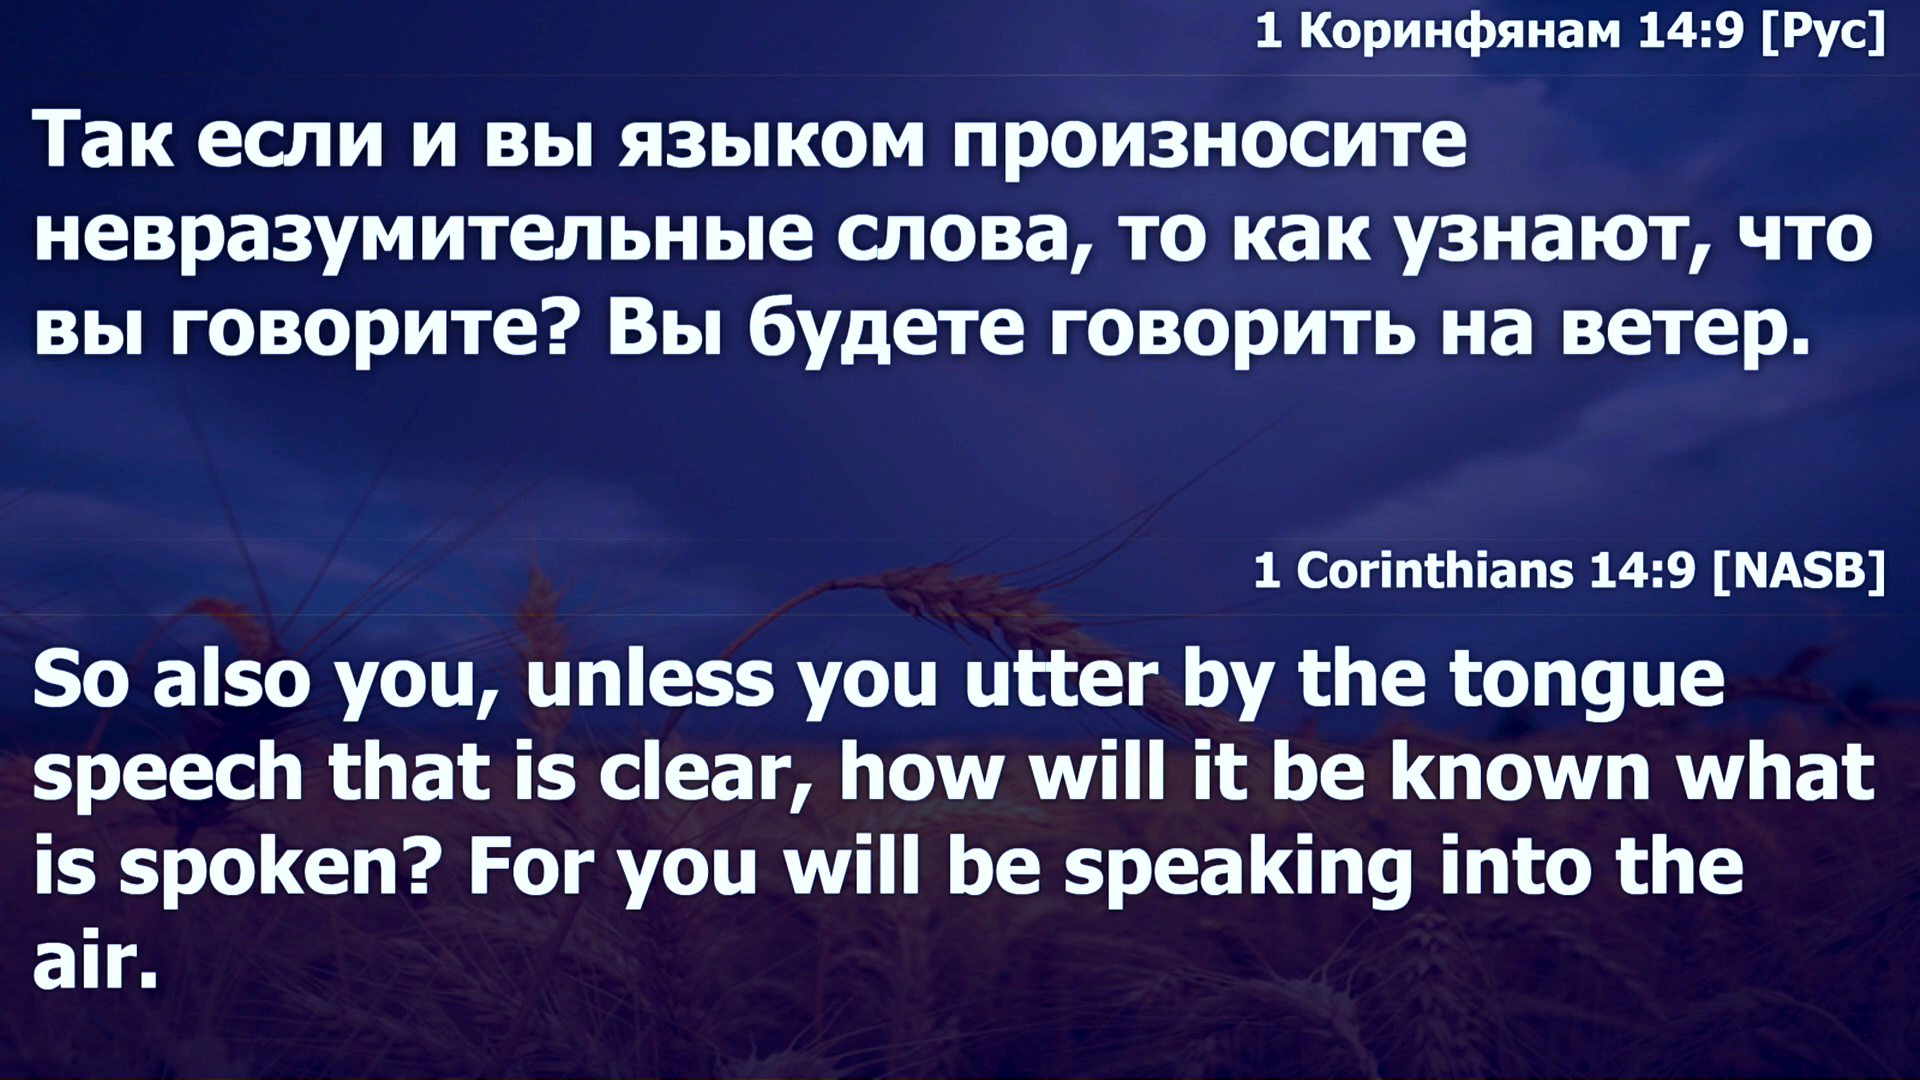 1 Коринфянам 14:9 [Рус]
Так если и вы языком произносите
невразумительные слова, то как узнают, что
вы говорите? Вы будете говорить на ветер.
1 Corinthians 14:9 [NASB]
So also you, unless you utter by the tongue
speech that is clear, how will it be known what
is spoken? For you will be speaking into the
air.